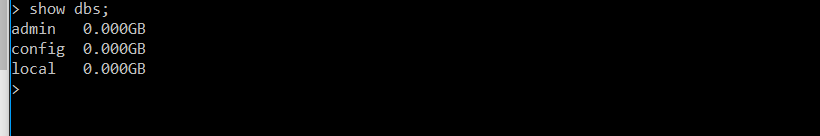 > show dbs;
admin   0.000GB
config  0.000GB
local   0.000GB
>